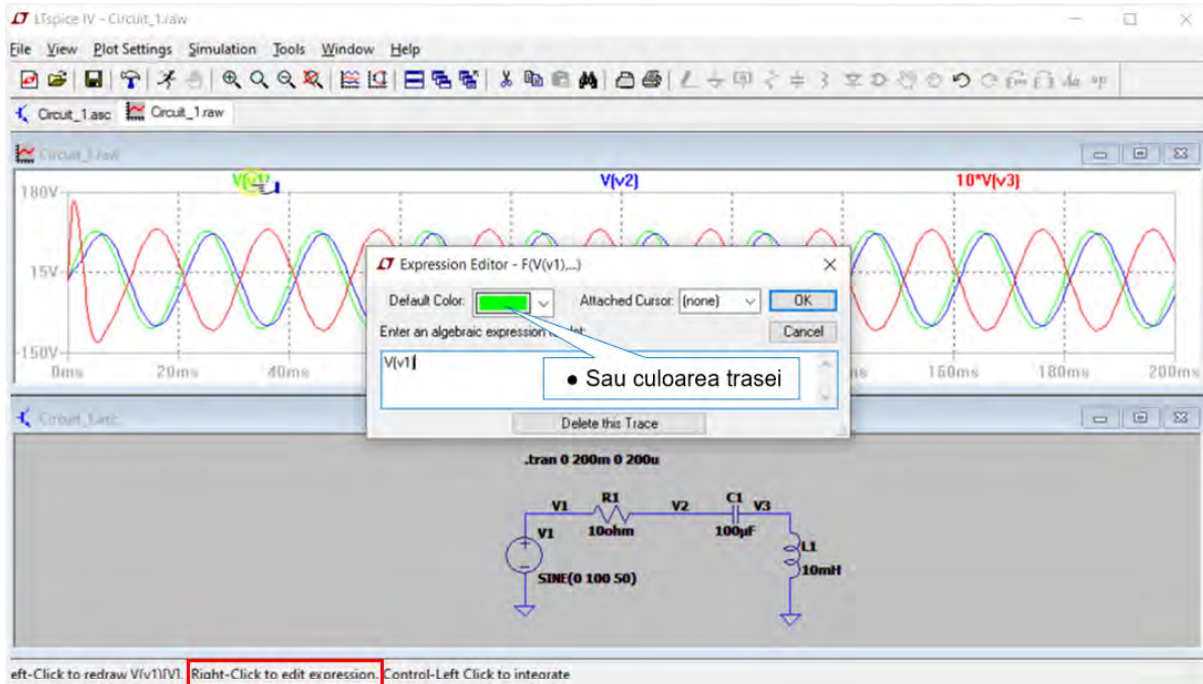 LTspice IV - Circuit_1.raw
File View Plot Settings Simulation Tools Window Help
Circuit_1.asc Circuit_1.raw
Circuit_1.raw
V(v1) V(v2) 10*V(v3)
180V
15V
-150V
0ms 20ms 40ms 160ms 180ms 200ms
Expression Editor - F(V(v1),...)
Default Color: Attached Cursor: (none) OK
Enter an algebraic expression Cancel
V(v1)
● Sau culoarea trasei
Delete this Trace
Circuit_1.asc
.tran 0 200m 0 200u
V1 R1 V2 C1 V3
V1 10ohm 100µF L1
SINE(0 100 50) 10mH
eft-Click to redraw V(v1)[V]. Right-Click to edit expression. Control-Left Click to integrate